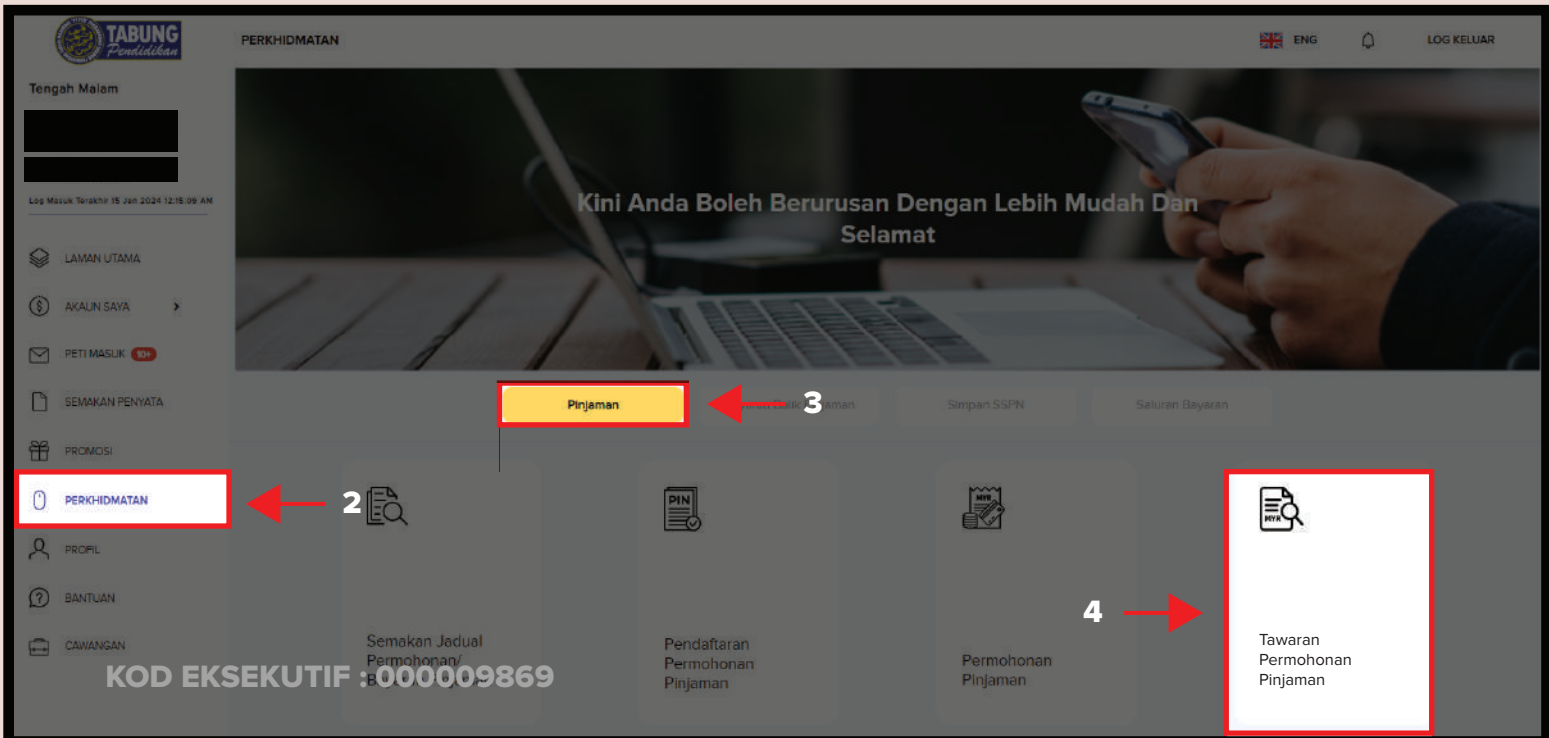 TABUNG
Pendidikan
PERKHIDMATAN
ENG
LOG KELUAR
Tengah Malam
Log Masuk Terakhir 15 Jan 2024 12:15:09 AM
Kini Anda Boleh Berurusan Dengan Lebih Mudah Dan
Selamat
LAMAN UTAMA
AKAUN SAYA
PETI MASUK 10+
SEMAKAN PENYATA
PROMOSI
PERKHIDMATAN
PROFIL
BANTUAN
CAWANGAN
Pinjaman
3
Simpan SSPN
Saluran Bayaran
2
PIN
MYR
MYR
4
Semakan Jadual
Permohonan/
Pendaftaran
Permohonan
Pinjaman
Permohonan
Pinjaman
Tawaran
Permohonan
Pinjaman
KOD EKSEKUTIF : 000009869